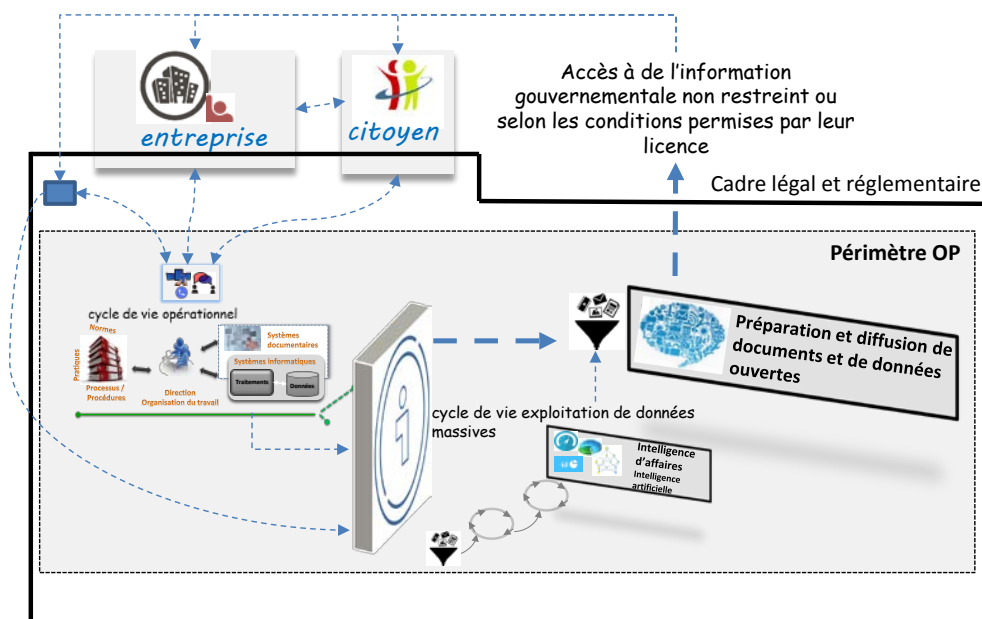 Accès à de l'information
gouvernementale non restreint ou
selon les conditions permises par leur
licence
entreprise
citoyen
Cadre légal et réglementaire
Périmètre OP
cycle de vie opérationnel
Normes
Pratiques
Processus /
Procédures
Direction
Organisation du travail
Systèmes
documentaires
Systèmes informatiques
Traitements
Données
Préparation et diffusion de
documents et de données
ouvertes
cycle de vie exploitation de données
massives
Intelligence
d'affaires
Intelligence
artificielle